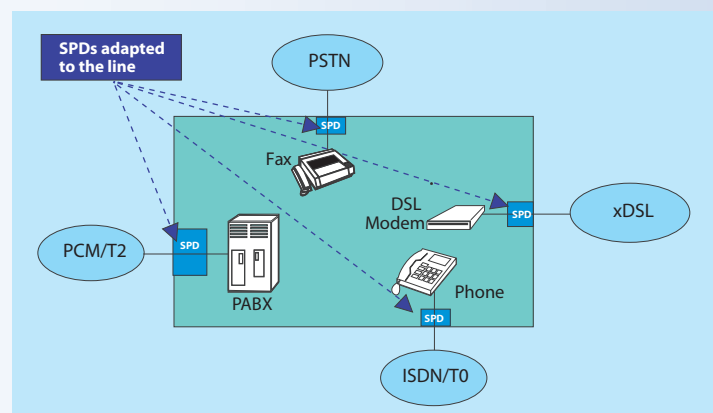 SPDs adapted
to the line
PSTN
SPD
Fax
DSL
Modem
SPD
xDSL
PCM/T2
SPD
PABX
Phone
SPD
ISDN/T0